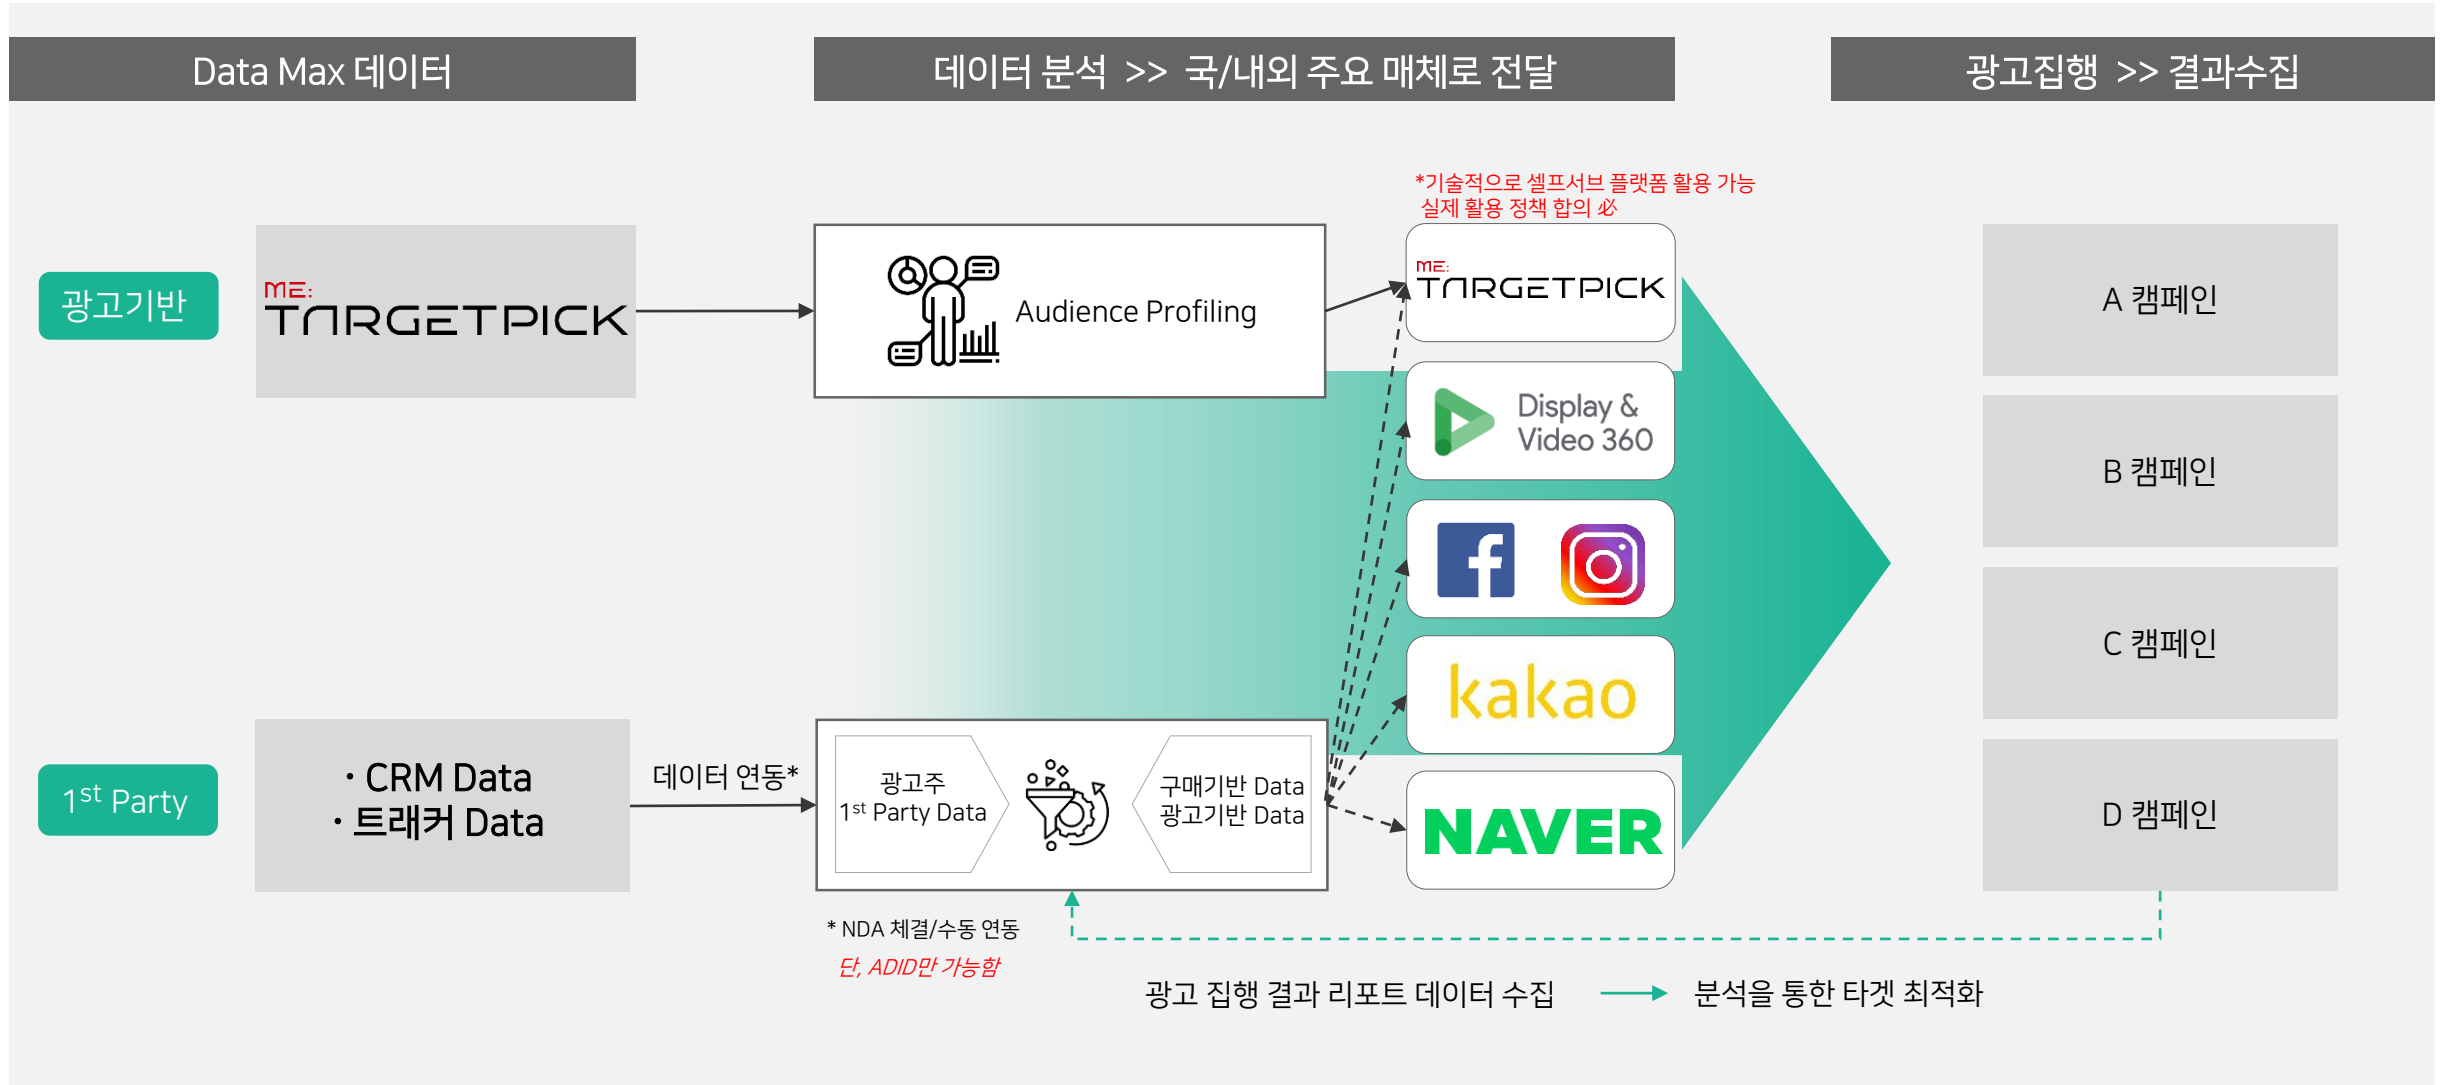 Data Max 데이터
데이터 분석 >> 국/내외 주요 매체로 전달
광고집행 >> 결과수집
*기술적으로 셀프서브 플랫폼 활용 가능
실제 활용 정책 합의 必
광고기반
ME:
TARGETPICK
Audience Profiling
ME:
TARGETPICK
Display &
Video 360
kakao
NAVER
A 캠페인
B 캠페인
C 캠페인
D 캠페인
1st Party
· CRM Data
· 트래커 Data
데이터 연동*
광고주
1st Party Data
구매기반 Data
광고기반 Data
* NDA 체결/수동 연동
단, ADID만 가능함
광고 집행 결과 리포트 데이터 수집
분석을 통한 타겟 최적화